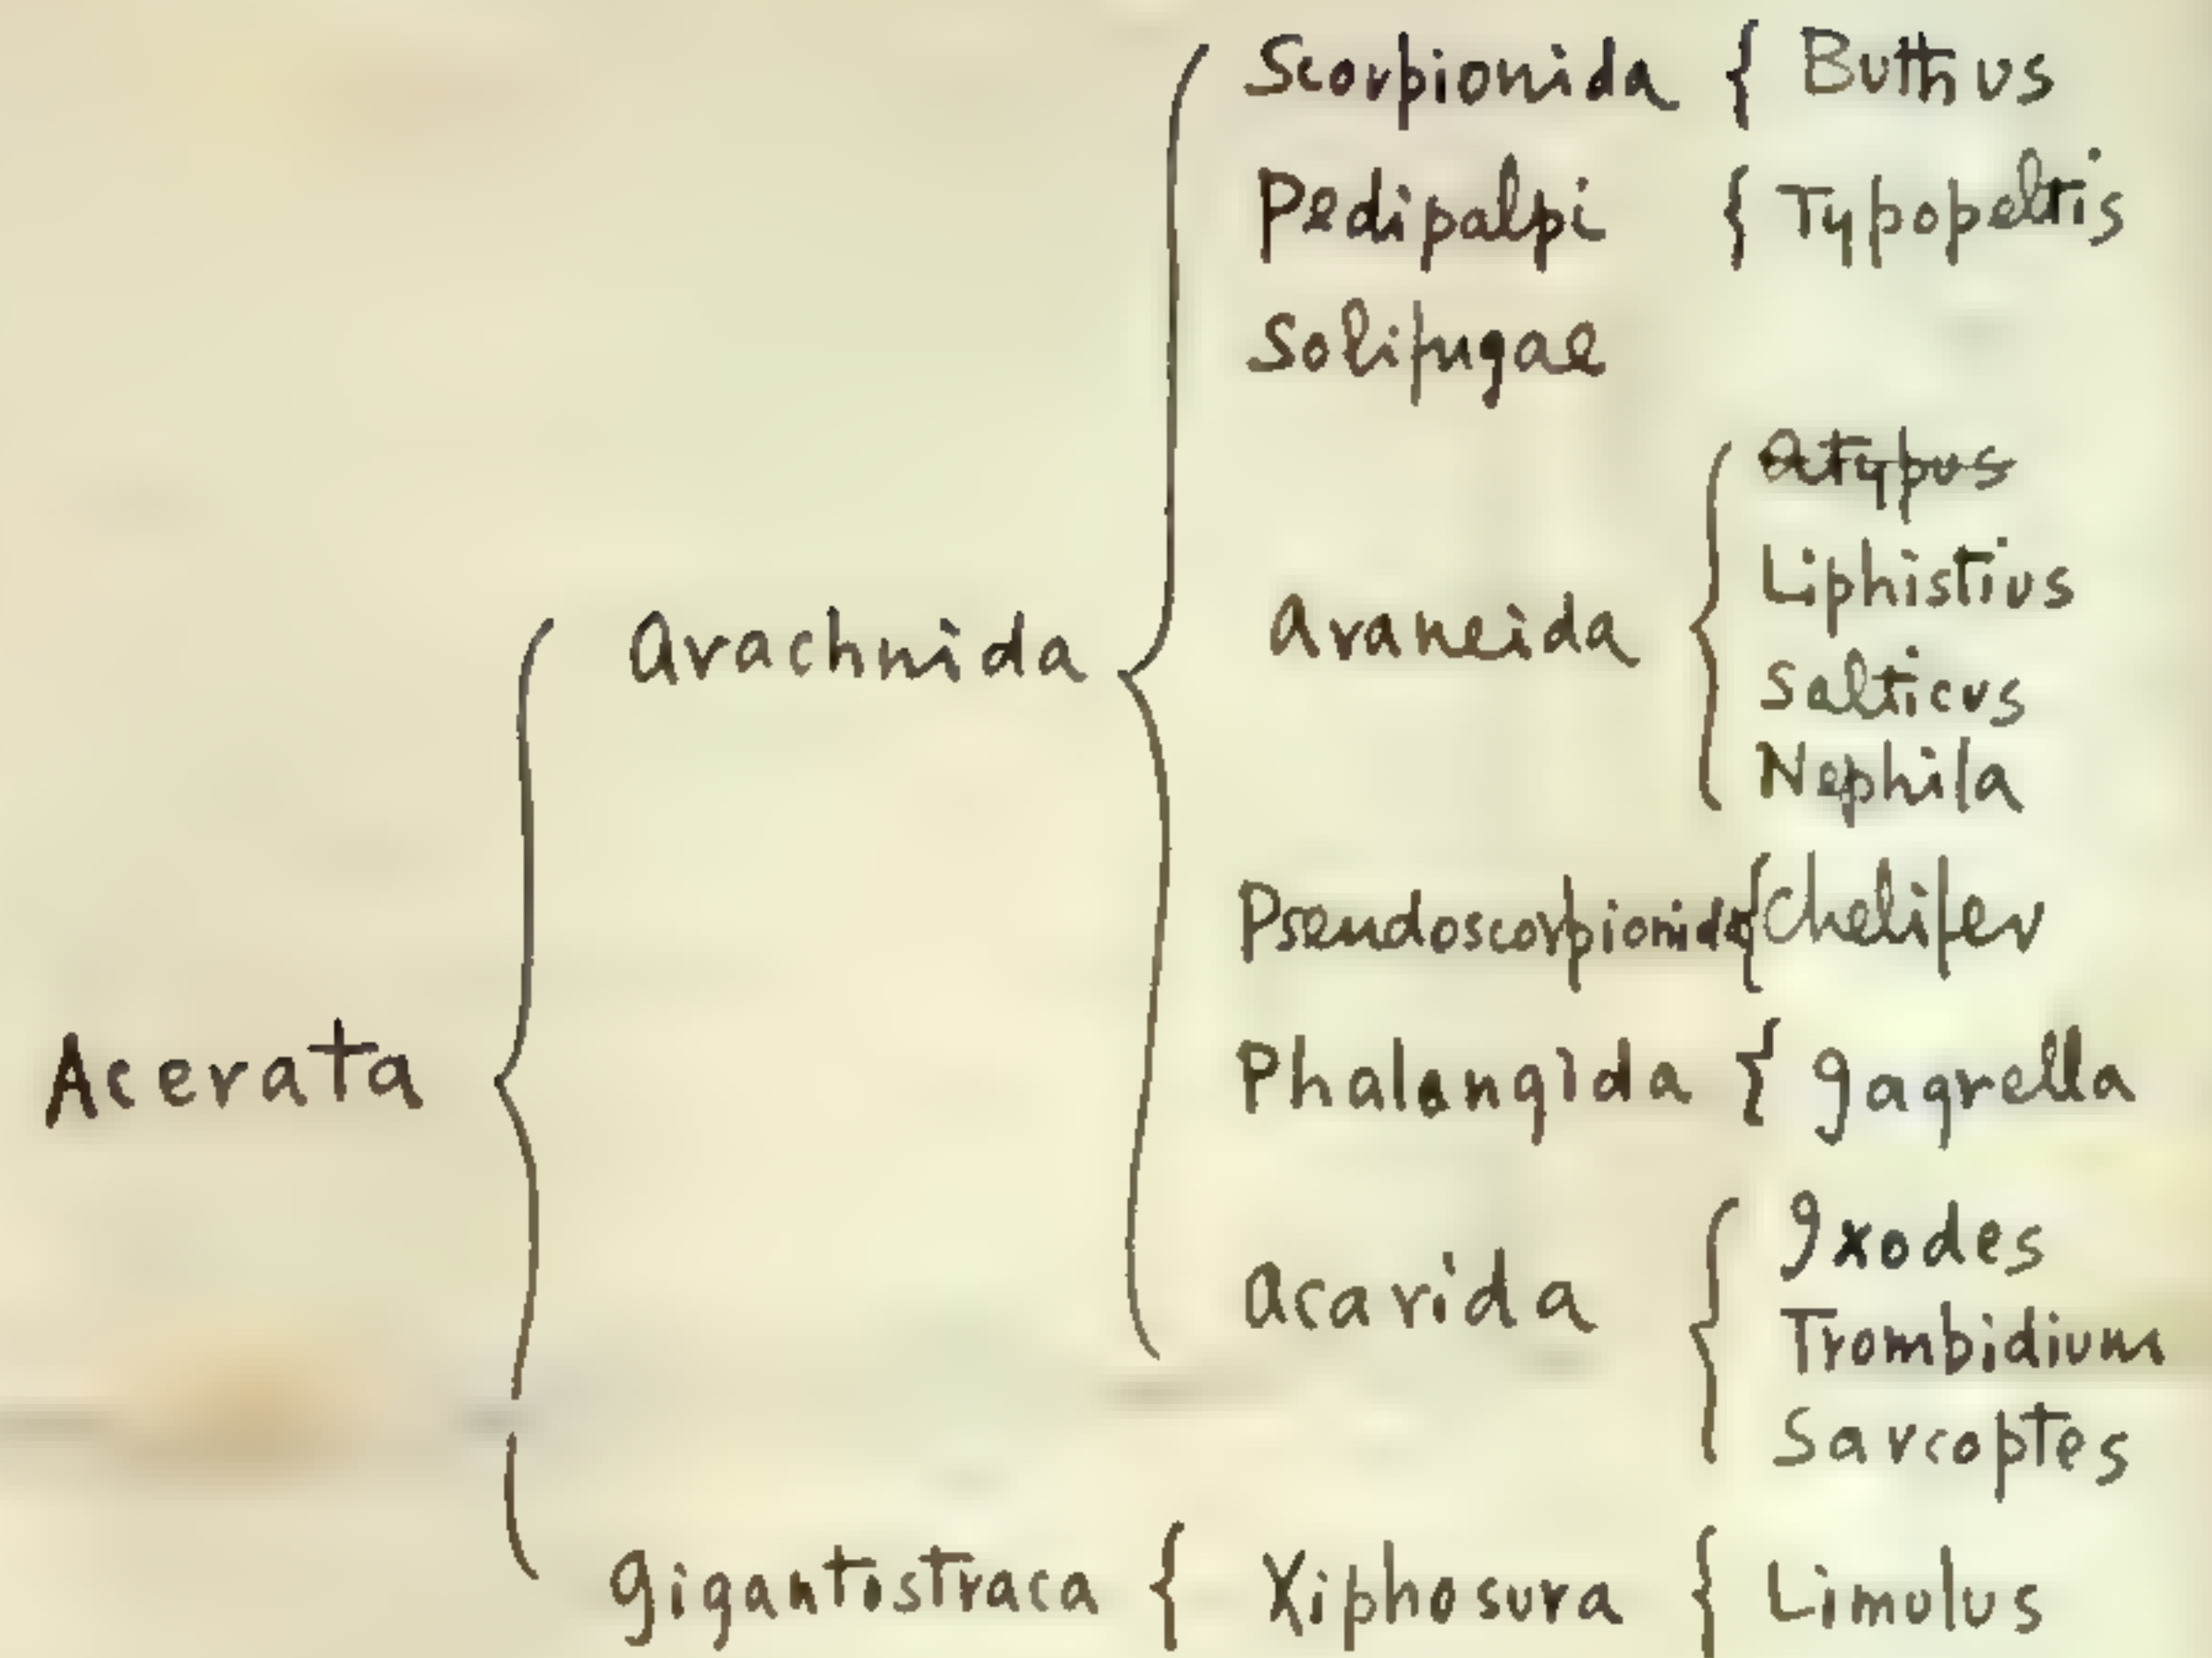 Scorpionida { Buthus
Pedipalpi { Typopeltis
Solifugae
Atypus
Liphistius
Arachnida { Araneida {
Salticus
Nephila
Pseudoscorpionida { Chelifer
Acerata { Phalangida { Gagrella
Ixodes
Acarida { Trombidium
Sarcoptes
Gigantostraca { Xiphosura { Limulus